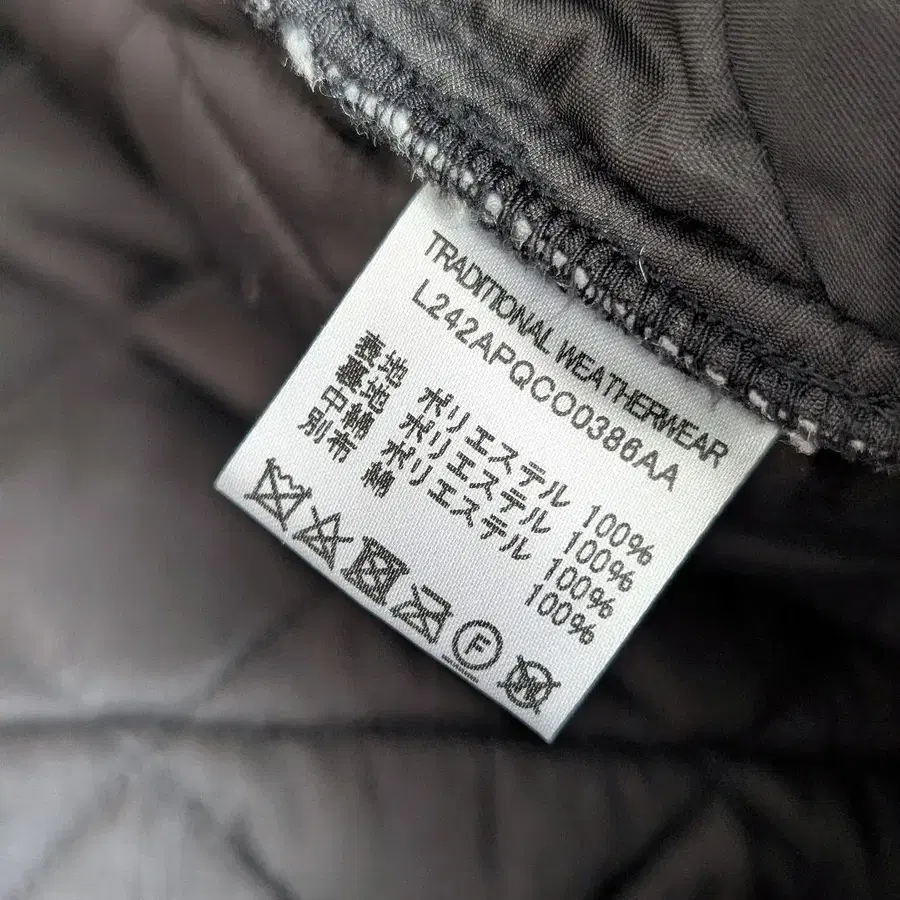 TRADITIONAL WEATHERWEAR
L242APQCO0386AA
表地 ポリエステル 100%
裏地 ポリエステル 100%
中綿 ポリエステル 100%
別布 綿 100%
F W